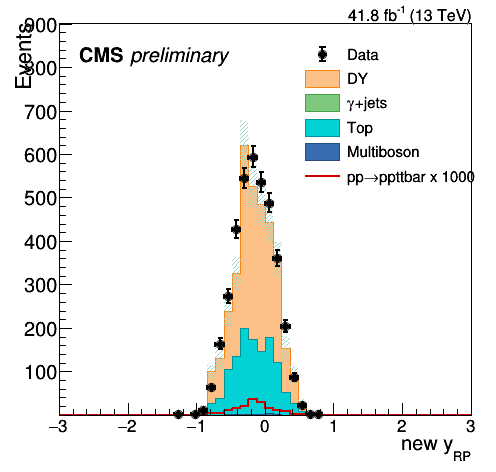 41.8 fb⁻¹ (13 TeV)
Events
CMS preliminary
Data
DY
γ+jets
Top
Multiboson
pp→ppttbar x 1000
900
800
700
600
500
400
300
200
100
−3 −2 −1 0 1 2 3
new y_RP